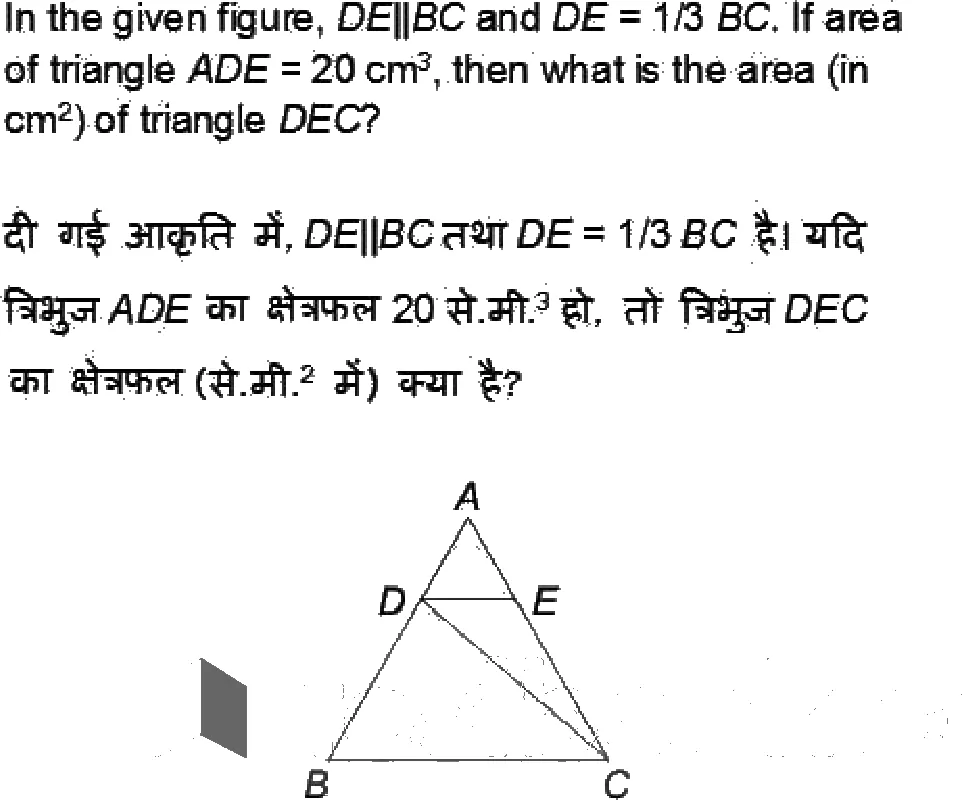 In the given figure, DE||BC and DE = 1/3 BC. If area
of triangle ADE = 20 cm³, then what is the area (in
cm²) of triangle DEC?
दी गई आकृति में, DE||BC तथा DE = 1/3 BC है। यदि
त्रिभुज ADE का क्षेत्रफल 20 से.मी.³ हो, तो त्रिभुज DEC
का क्षेत्रफल (से.मी.² में) क्या है?
A
D E
B C